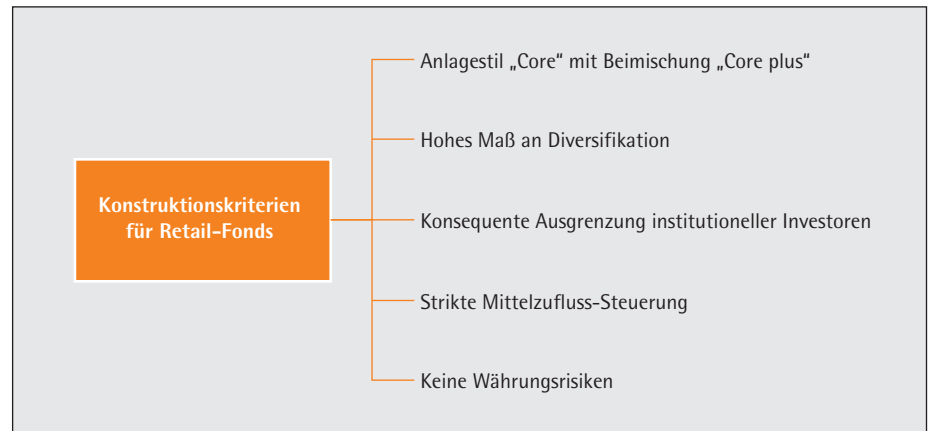 Konstruktionskriterien
für Retail-Fonds
Anlagestil „Core“ mit Beimischung „Core plus“
Hohes Maß an Diversifikation
Konsequente Ausgrenzung institutioneller Investoren
Strikte Mittelzufluss-Steuerung
Keine Währungsrisiken